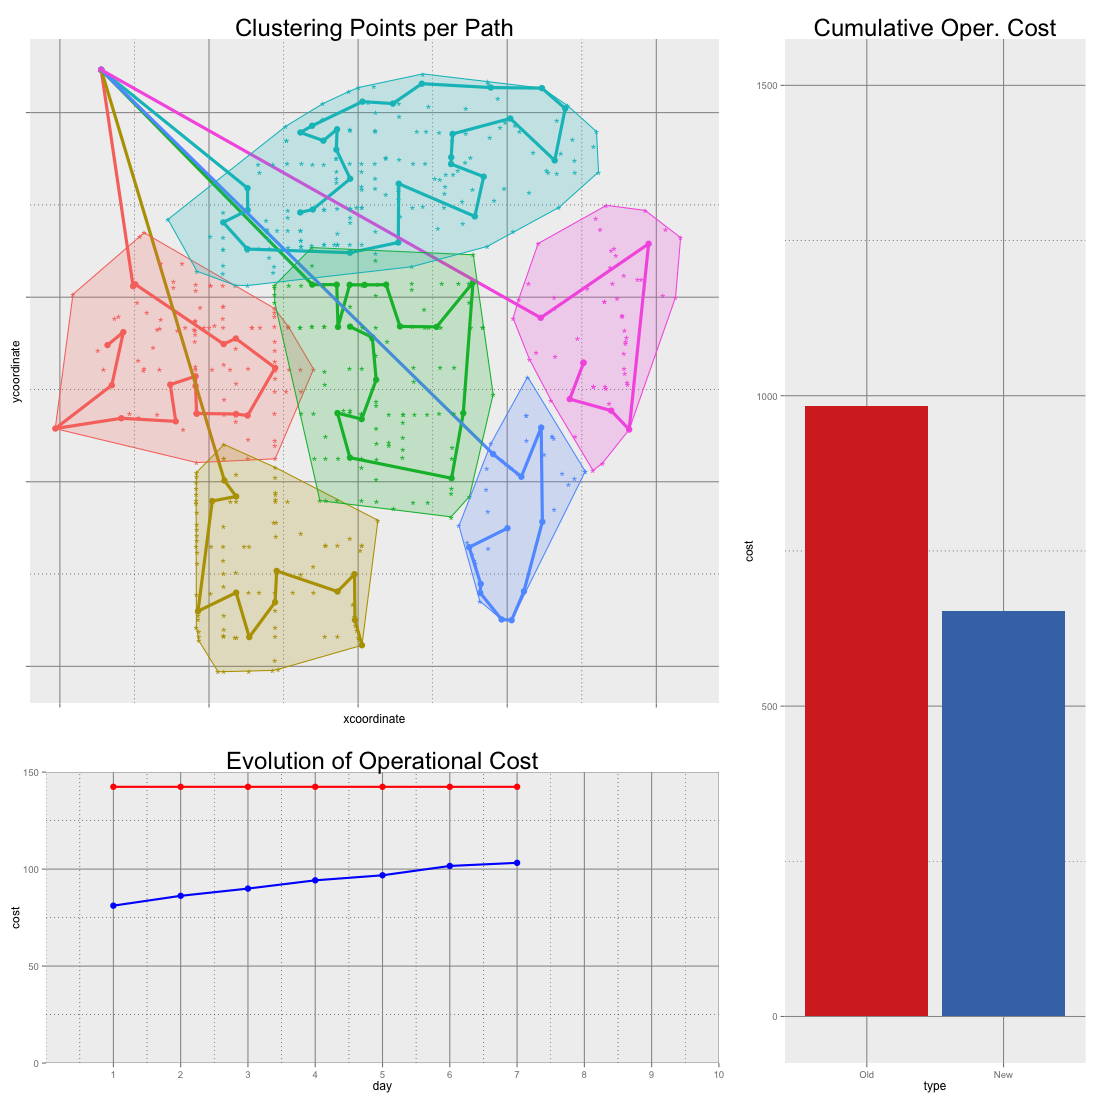 Clustering Points per Path
ycoordinate
xcoordinate
Evolution of Operational Cost
cost
150
100
50
0
1 2 3 4 5 6 7 8 9 10
day
Cumulative Oper. Cost
cost
1500
1000
500
0
Old New
type